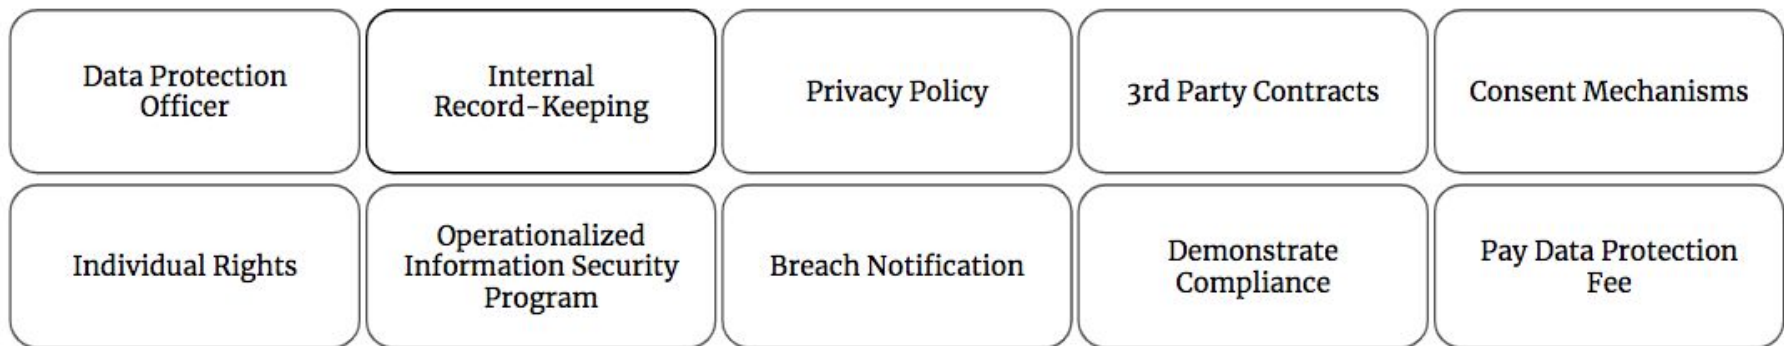 Data Protection
Officer
Internal
Record-Keeping
Privacy Policy
3rd Party Contracts
Consent Mechanisms
Individual Rights
Operationalized
Information Security
Program
Breach Notification
Demonstrate
Compliance
Pay Data Protection
Fee